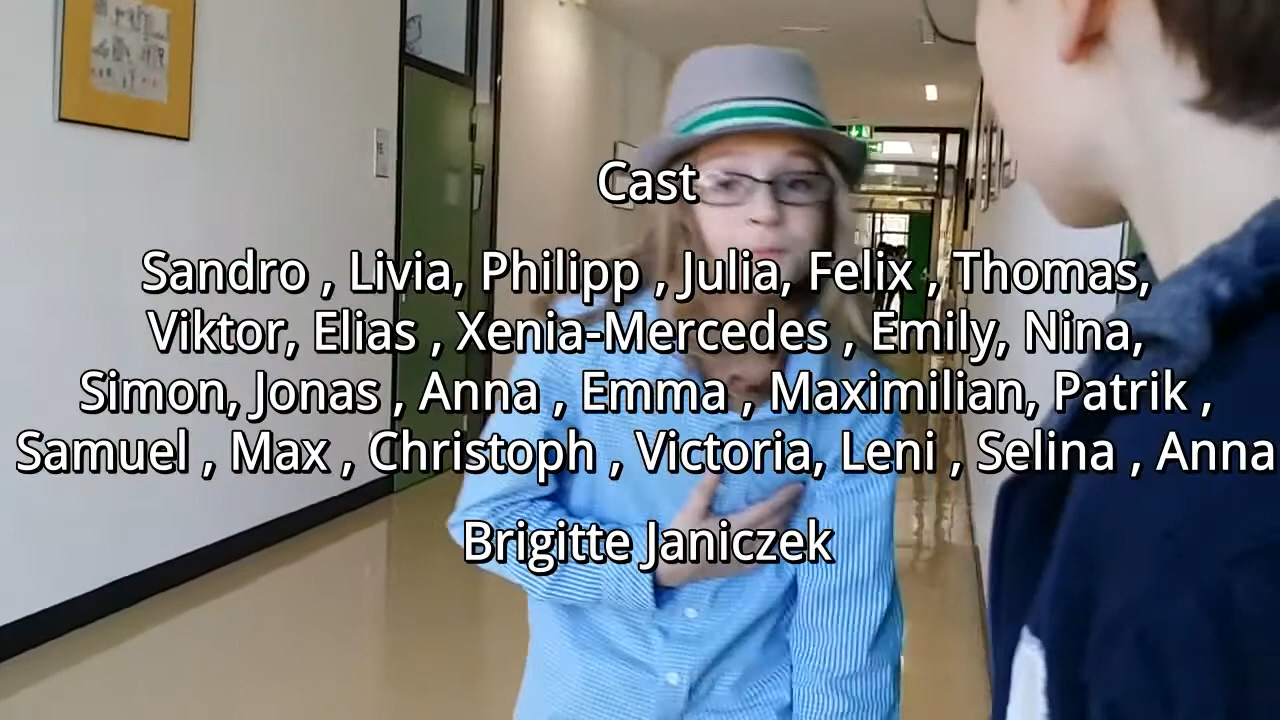 Cast
Sandro , Livia, Philipp , Julia, Felix , Thomas,
Viktor, Elias , Xenia-Mercedes , Emily, Nina,
Simon, Jonas , Anna , Emma , Maximilian, Patrik ,
Samuel , Max , Christoph , Victoria, Leni , Selina , Anna
Brigitte Janiczek